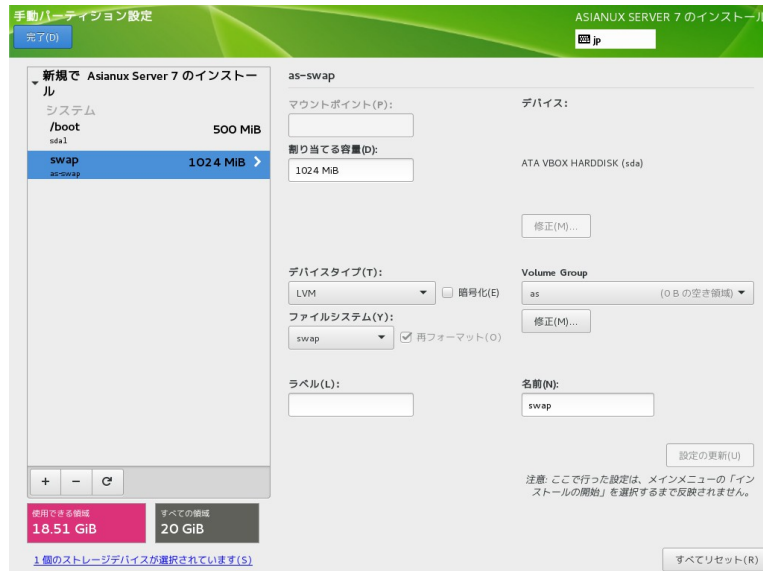 手動パーティション設定
ASIANUX SERVER 7 のインストール
完了(D)
jp
新規で Asianux Server 7 のインストー
ル
システム
/boot
500 MiB
sda1
swap
1024 MiB
as-swap
as-swap
マウントポイント(P):
デバイス:
割り当てる容量(D):
1024 MiB
ATA VBOX HARDDISK (sda)
修正(M)...
デバイスタイプ(T):
Volume Group
LVM
暗号化(E)
as
(0 B の空き領域)
ファイルシステム(Y):
修正(M)...
swap
再フォーマット(O)
ラベル(L):
名前(N):
swap
設定の更新(U)
注意: ここで行った設定は、メインメニューの「イン
ストールの開始」を選択するまで反映されません。
使用できる領域
18.51 GiB
すべての領域
20 GiB
1 個のストレージデバイスが選択されています(S)
すべてリセット(R)